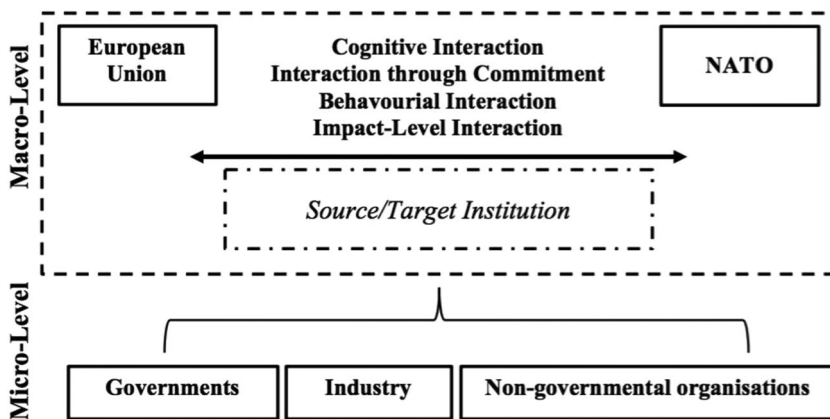 Macro-Level
European
Union
Cognitive Interaction
Interaction through Commitment
Behavourial Interaction
Impact-Level Interaction
NATO
Source/Target Institution
Micro-Level
Governments
Industry
Non-governmental organisations